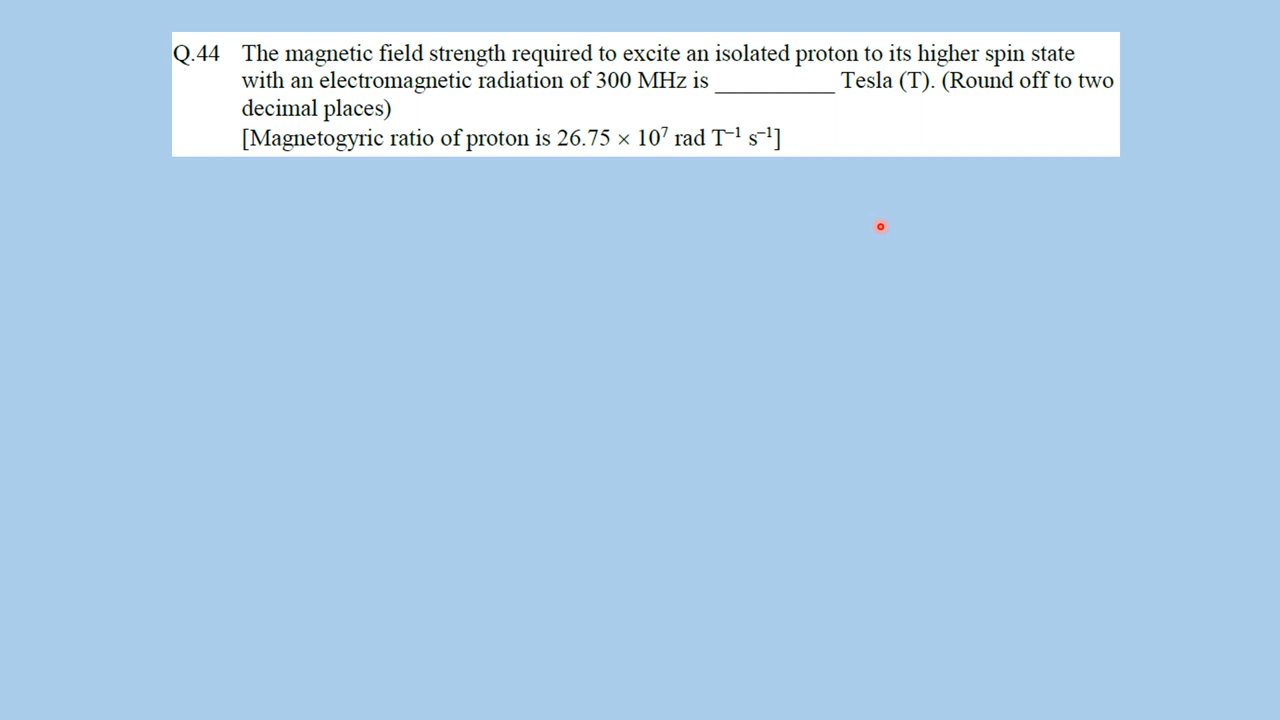 Q.44 The magnetic field strength required to excite an isolated proton to its higher spin state
with an electromagnetic radiation of 300 MHz is __________ Tesla (T). (Round off to two
decimal places)
[Magnetogyric ratio of proton is 26.75 × 10⁷ rad T⁻¹ s⁻¹]